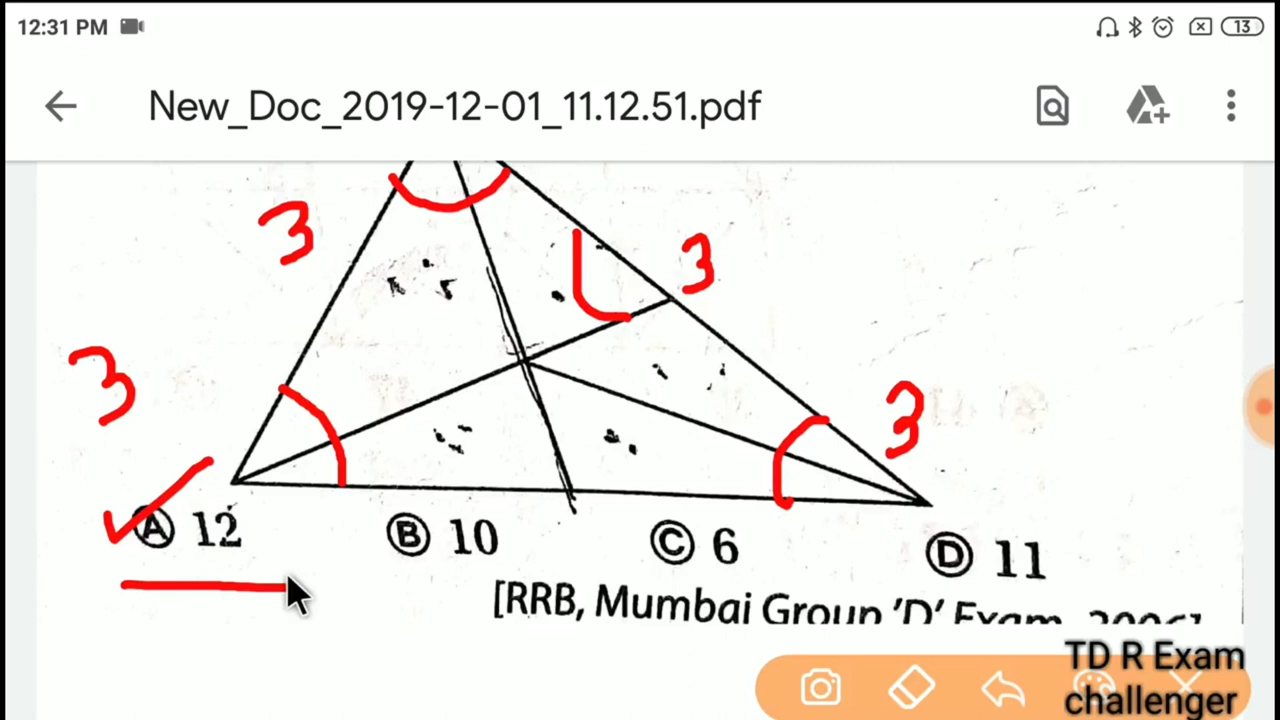 12:31 PM
13
New_Doc_2019-12-01_11.12.51.pdf
3
3
3
3
Ⓐ 12 Ⓑ 10 Ⓒ 6 Ⓓ 11
[RRB, Mumbai Group 'D' Exam,
TD R Exam
challenger